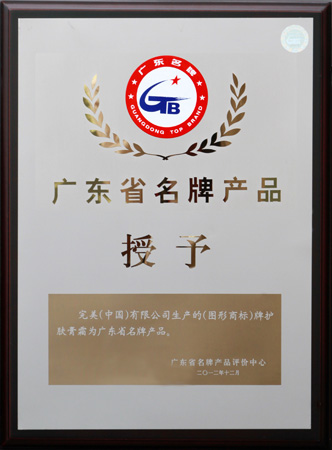 广东名牌
GTB
GUANGDONG TOP BRAND
广东省名牌产品
授予
完美(中国)有限公司生产的(图形商标)牌护
肤膏霜为广东省名牌产品。
广东省名牌产品评价中心
二〇一二年十二月